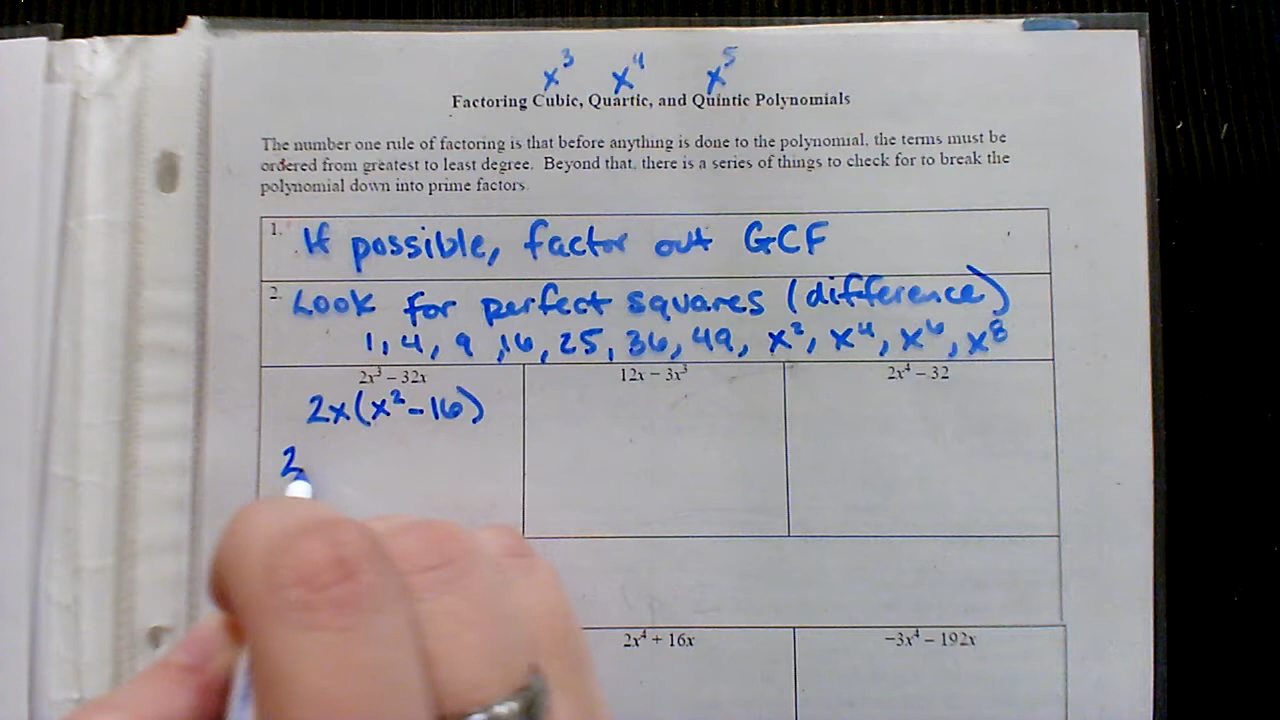 x³ x⁴ x⁵
Factoring Cubic, Quartic, and Quintic Polynomials
The number one rule of factoring is that before anything is done to the polynomial, the terms must be
ordered from greatest to least degree. Beyond that, there is a series of things to check for to break the
polynomial down into prime factors.
1. If possible, factor out GCF
2. Look for perfect squares (difference)
1, 4, 9, 16, 25, 36, 49, x², x⁴, x⁶, x⁸
2x³ – 32x 12x – 3x³ 2x⁴ – 32
2x(x²-16)
2
2x⁴ + 16x −3x⁴ – 192x